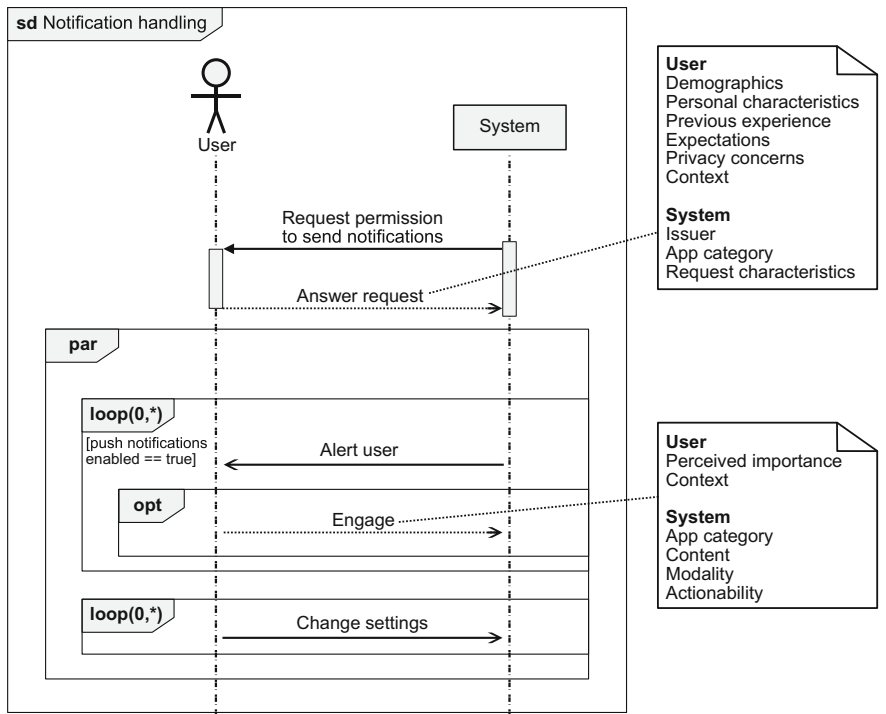 sd Notification handling
User
System
Request permission
to send notifications
Answer request
User
Demographics
Personal characteristics
Previous experience
Expectations
Privacy concerns
Context
System
Issuer
App category
Request characteristics
par
loop(0,*)
[push notifications
enabled == true]
Alert user
opt
Engage
User
Perceived importance
Context
System
App category
Content
Modality
Actionability
loop(0,*)
Change settings